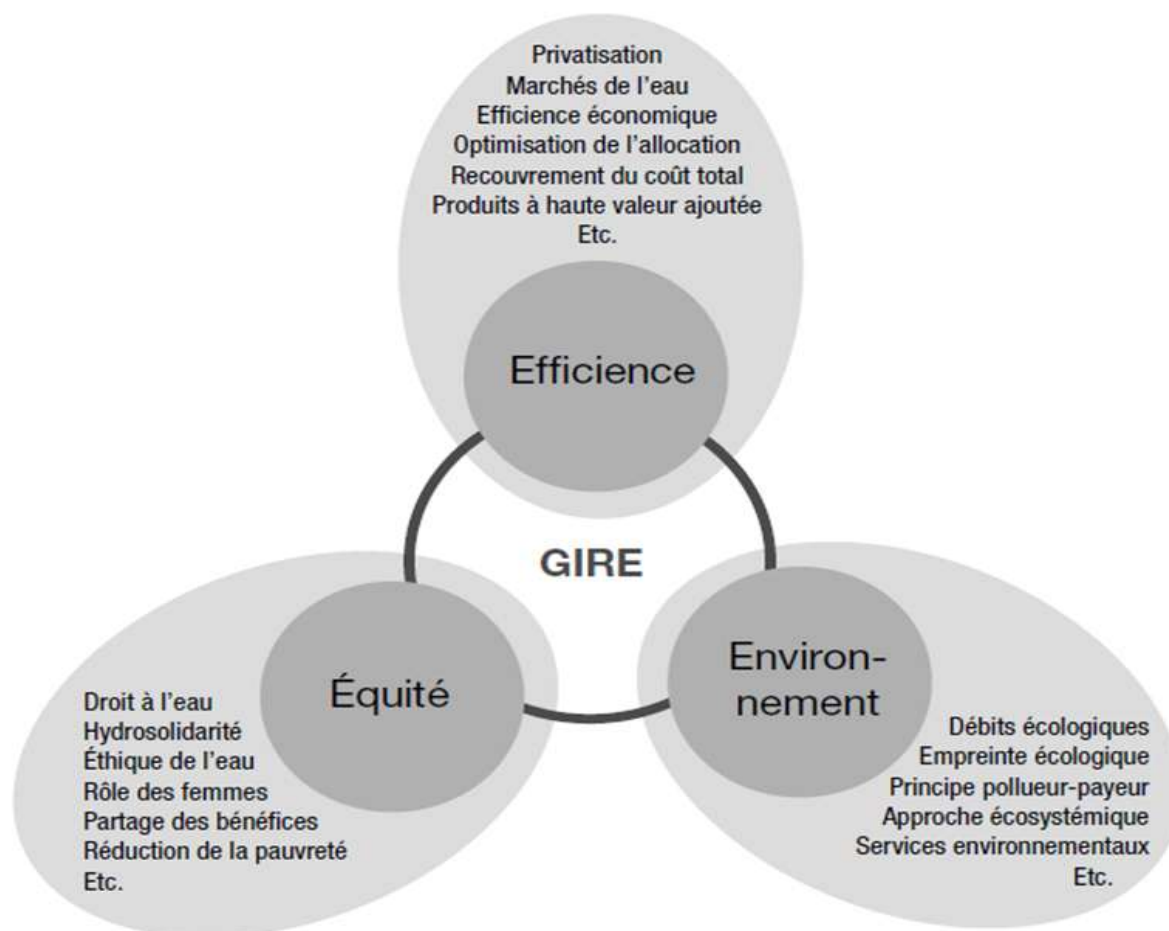 Privatisation
Marchés de l'eau
Efficience économique
Optimisation de l'allocation
Recouvrement du coût total
Produits à haute valeur ajoutée
Etc.
Efficience
GIRE
Équité
Droit à l'eau
Hydrosolidarité
Éthique de l'eau
Rôle des femmes
Partage des bénéfices
Réduction de la pauvreté
Etc.
Environ-
nement
Débits écologiques
Empreinte écologique
Principe pollueur-payeur
Approche écosystémique
Services environnementaux
Etc.